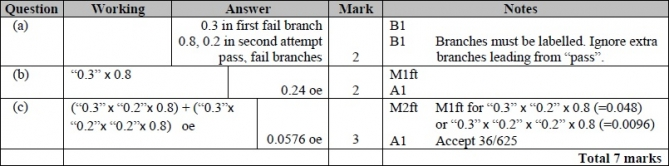 Question Working Answer Mark Notes
(a) 0.3 in first fail branch B1
0.8, 0.2 in second attempt B1 Branches must be labelled. Ignore extra
pass, fail branches 2 branches leading from “pass”.
(b) “0.3” x 0.8 M1ft
0.24 oe 2 A1
(c) (“0.3”x “0.2”x 0.8) + (“0.3”x M2ft M1ft for “0.3” x “0.2” x 0.8 (=0.048)
“0.2”x “0.2”x 0.8) oe or “0.3” x “0.2” x “0.2” x 0.8 (=0.0096)
0.0576 oe 3 A1 Accept 36/625
Total 7 marks